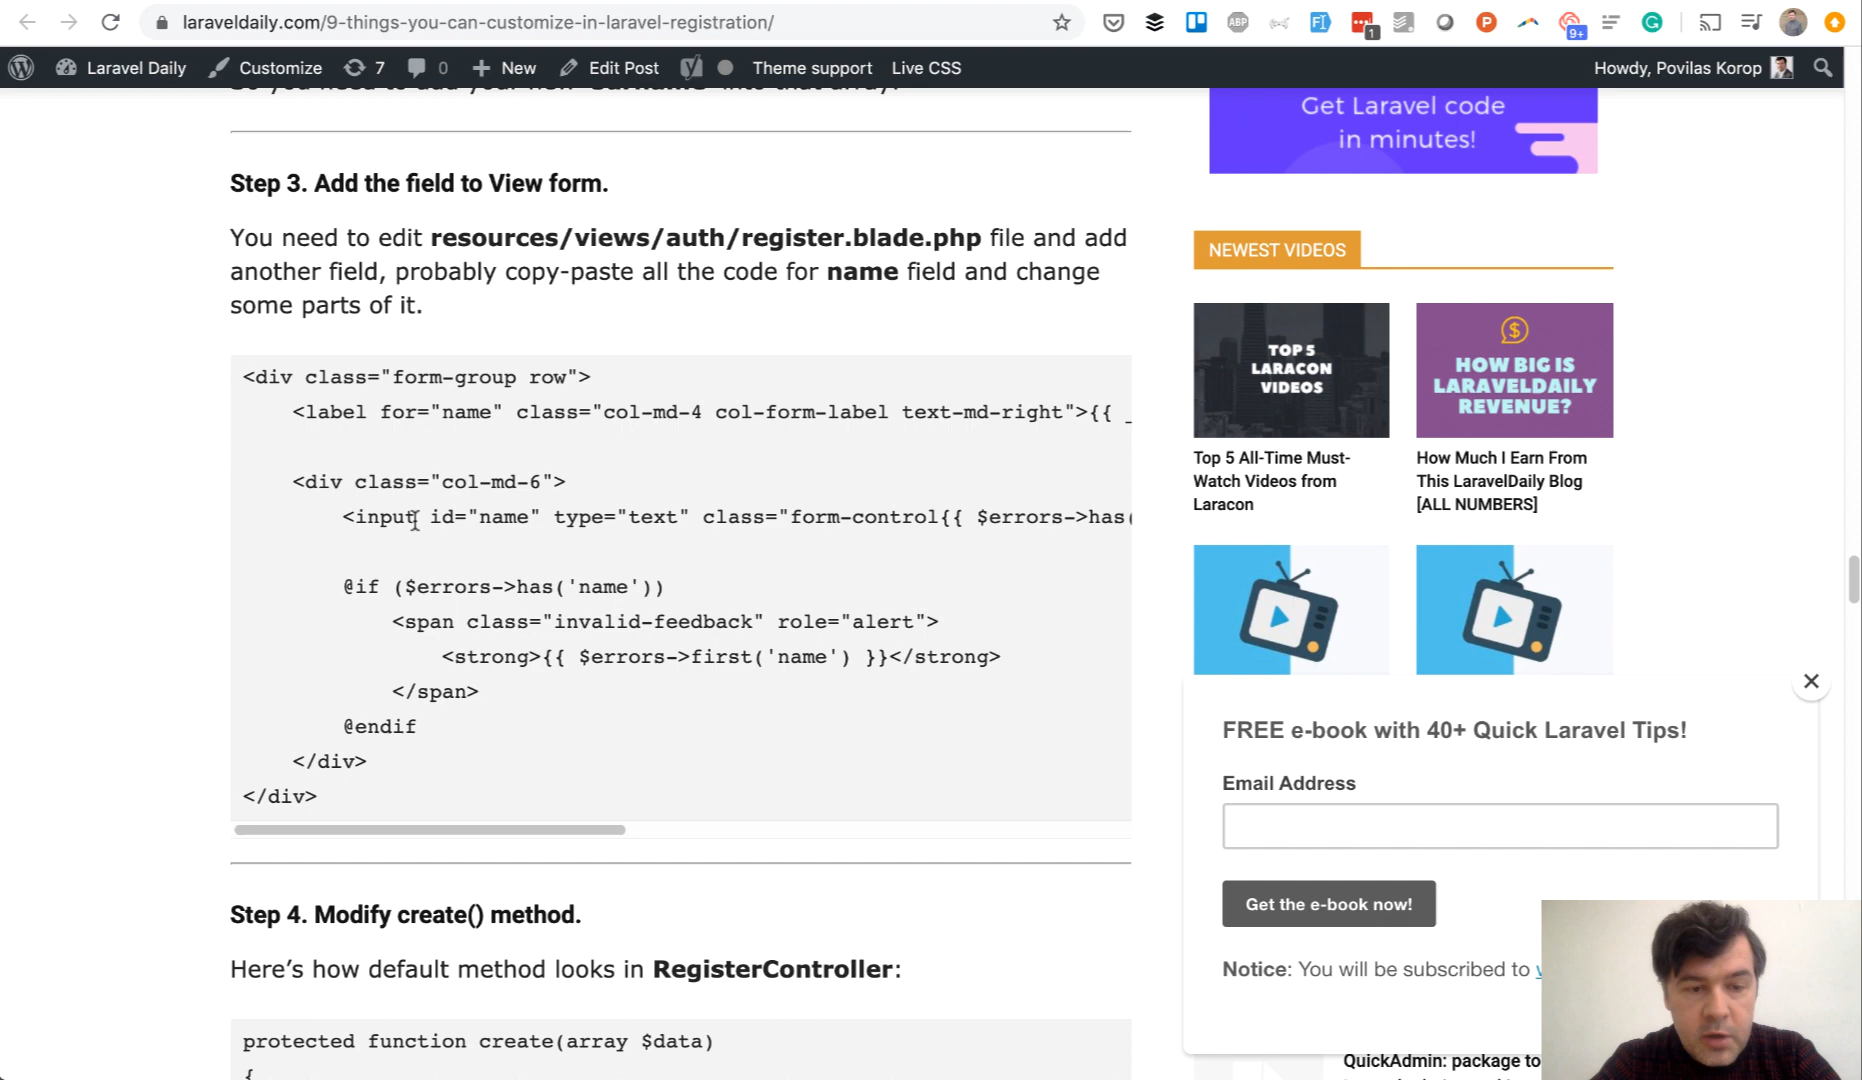 laraveldaily.com/9-things-you-can-customize-in-laravel-registration/
ABP
1
P
9+
Laravel Daily
Customize
7
0
New
Edit Post
Theme support
Live CSS
Howdy, Povilas Korop
Step 3. Add the field to View form.
You need to edit resources/views/auth/register.blade.php file and add
another field, probably copy-paste all the code for name field and change
some parts of it.
<div class="form-group row">
<label for="name" class="col-md-4 col-form-label text-md-right">{{ _
<div class="col-md-6">
<input id="name" type="text" class="form-control{{ $errors->has(
@if ($errors->has('name'))
<span class="invalid-feedback" role="alert">
<strong>{{ $errors->first('name') }}</strong>
</span>
@endif
</div>
</div>
Step 4. Modify create() method.
Here's how default method looks in RegisterController:
protected function create(array $data)
{
Get Laravel code
in minutes!
NEWEST VIDEOS
TOP 5
LARACON
VIDEOS
HOW BIG IS
LARAVELDAILY
REVENUE?
Top 5 All-Time Must-
Watch Videos from
Laracon
How Much I Earn From
This LaravelDaily Blog
[ALL NUMBERS]
FREE e-book with 40+ Quick Laravel Tips!
Email Address
Get the e-book now!
Notice: You will be subscribed to
QuickAdmin: package to